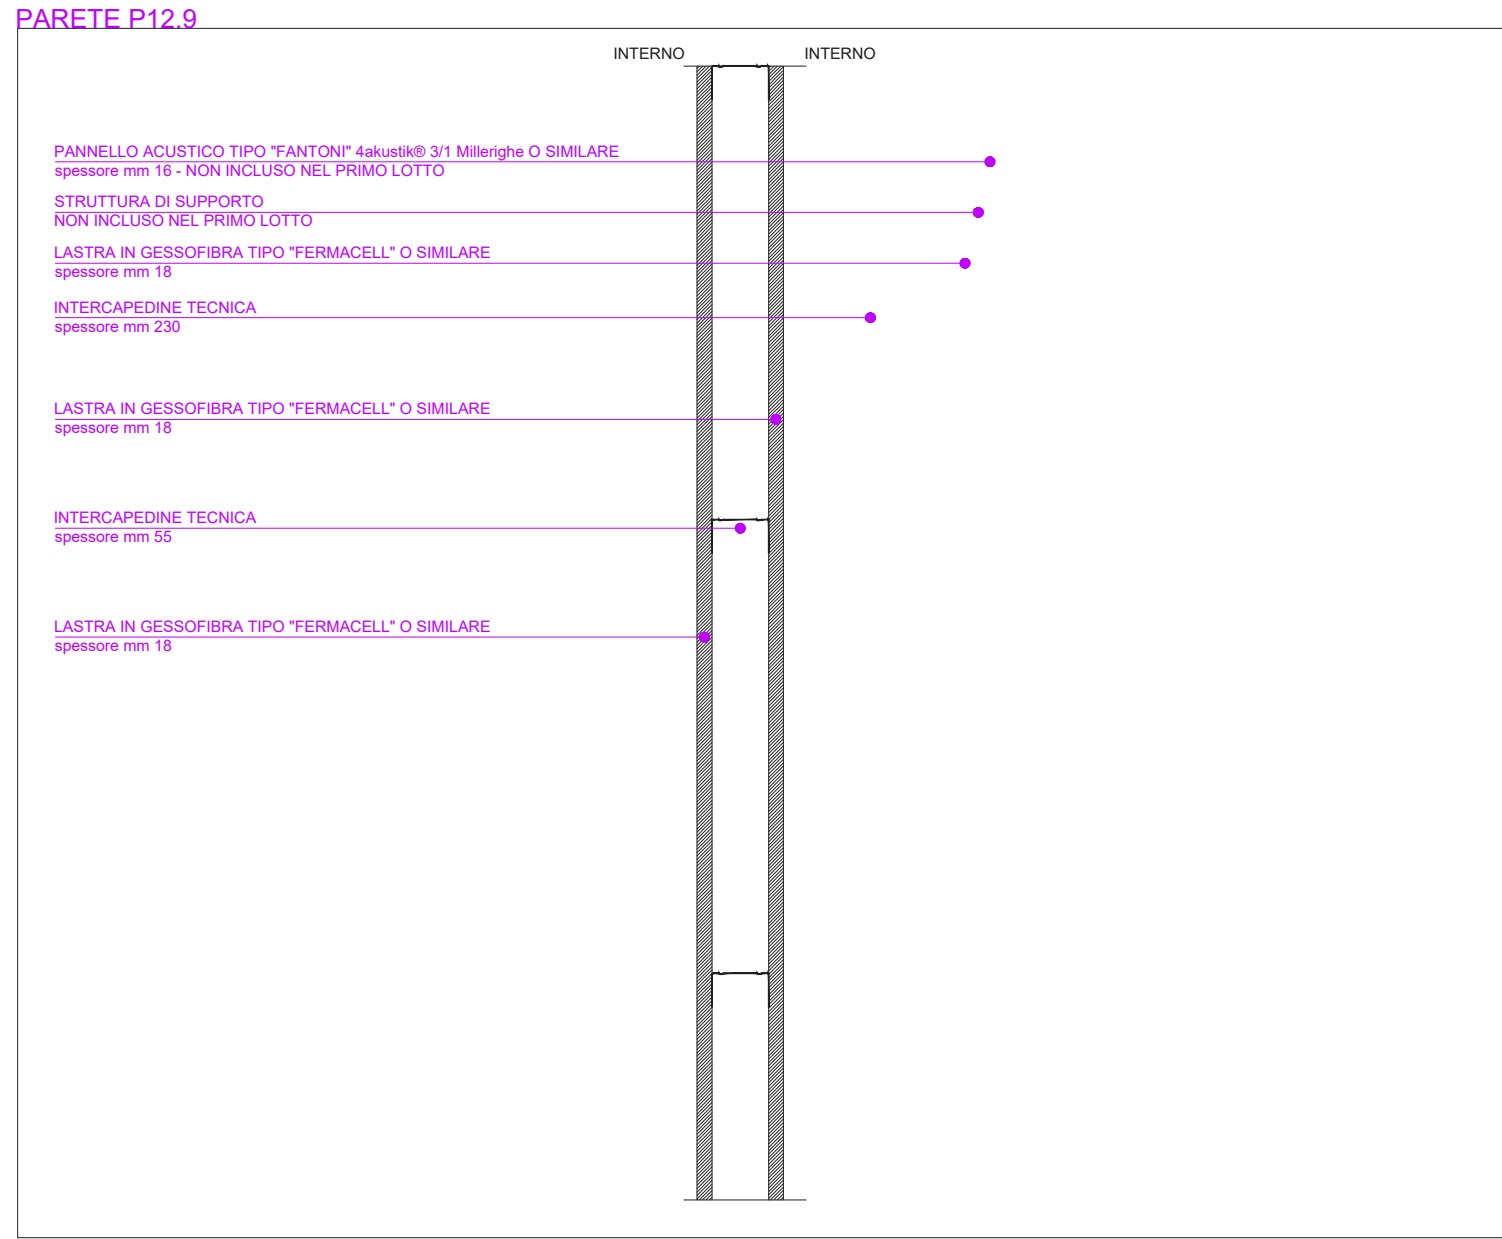 PARETE P12.9
INTERNO INTERNO
PANNELLO ACUSTICO TIPO "FANTONI" 4akustik® 3/1 Millerighe O SIMILARE
spessore mm 16 - NON INCLUSO NEL PRIMO LOTTO
STRUTTURA DI SUPPORTO
NON INCLUSO NEL PRIMO LOTTO
LASTRA IN GESSOFIBRA TIPO "FERMACELL" O SIMILARE
spessore mm 18
INTERCAPEDINE TECNICA
spessore mm 230
LASTRA IN GESSOFIBRA TIPO "FERMACELL" O SIMILARE
spessore mm 18
INTERCAPEDINE TECNICA
spessore mm 55
LASTRA IN GESSOFIBRA TIPO "FERMACELL" O SIMILARE
spessore mm 18